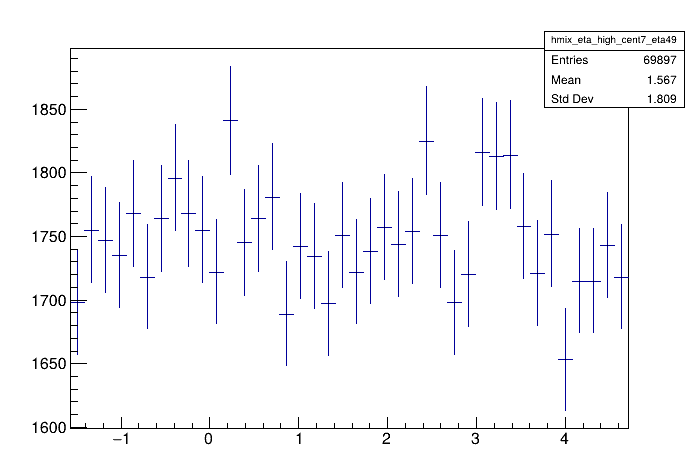 hmix_eta_high_cent7_eta49
Entries 69897
Mean 1.567
Std Dev 1.809
1850
1800
1750
1700
1650
1600
−1 0 1 2 3 4